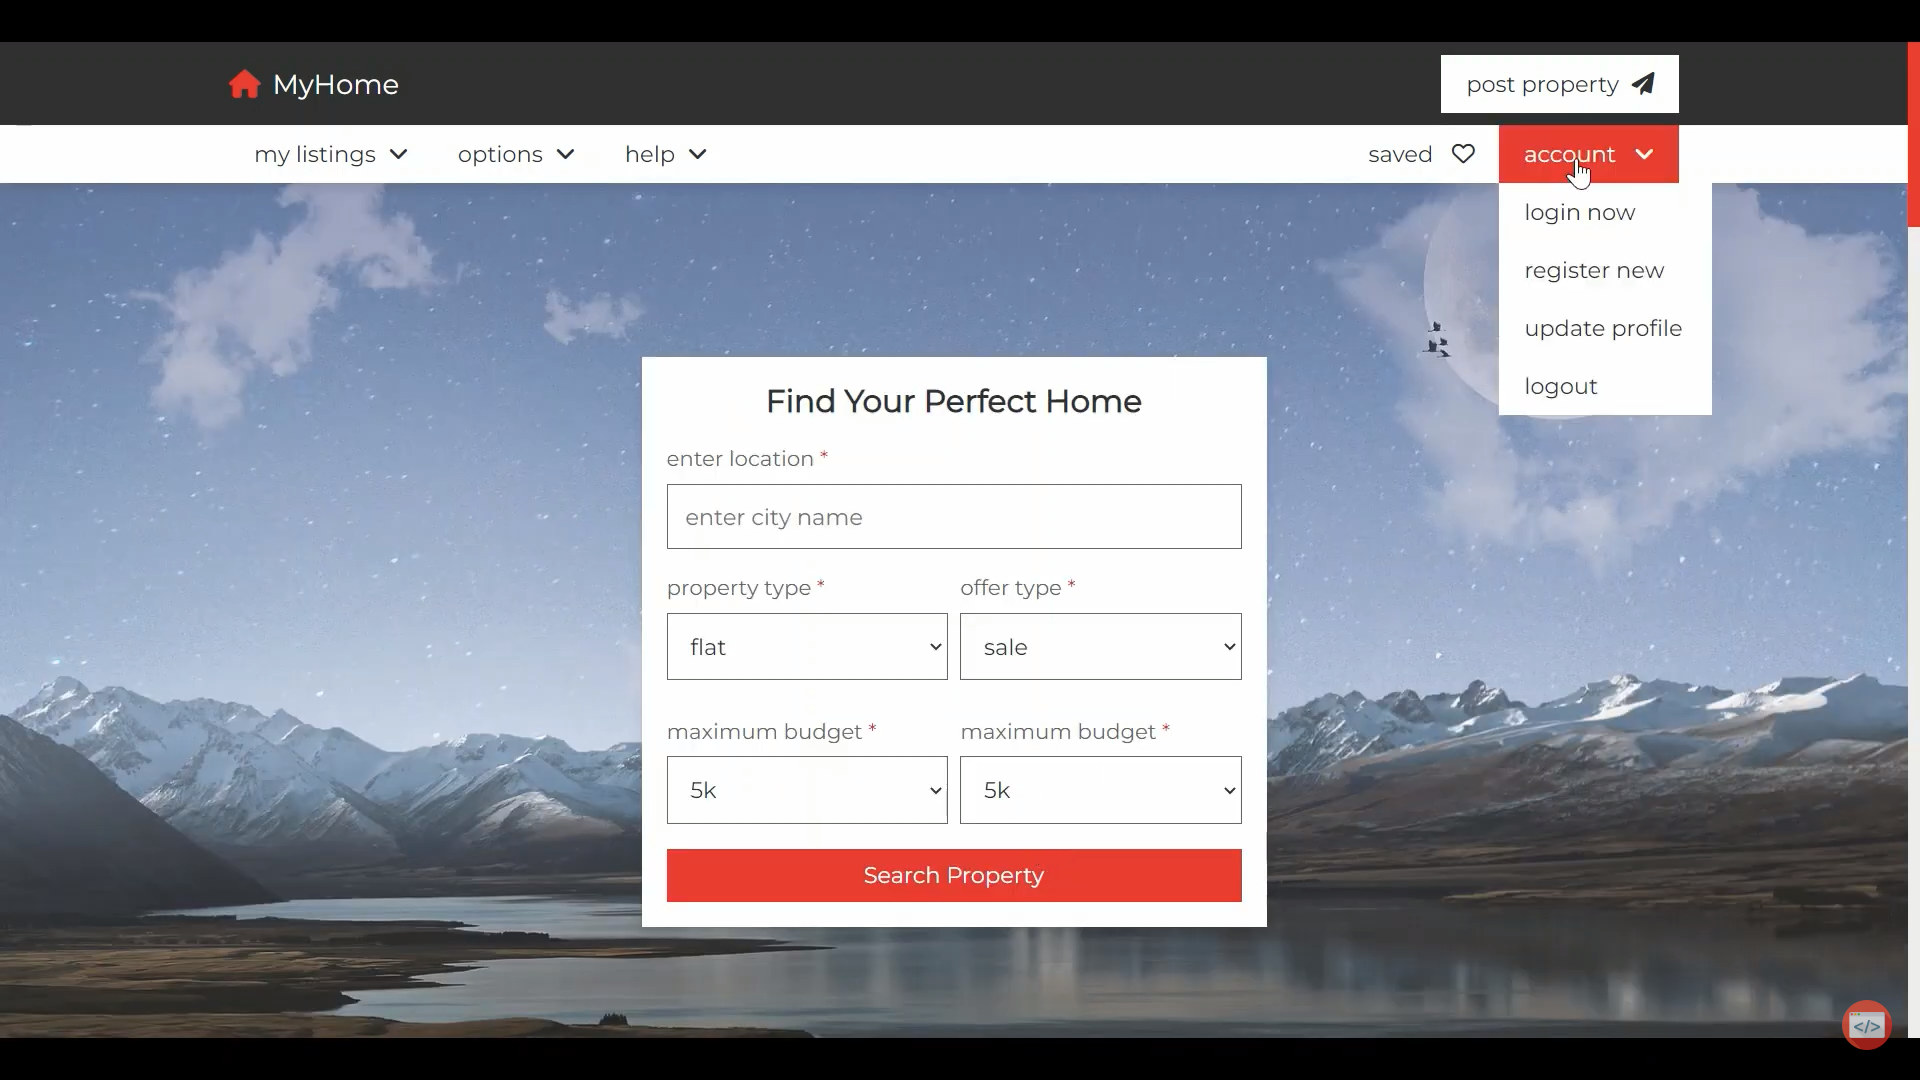 MyHome
post property
my listings
options
help
saved
account
login now
register new
update profile
logout
Find Your Perfect Home
enter location *
enter city name
property type *
offer type *
flat
sale
maximum budget *
maximum budget *
5k
5k
Search Property
</>